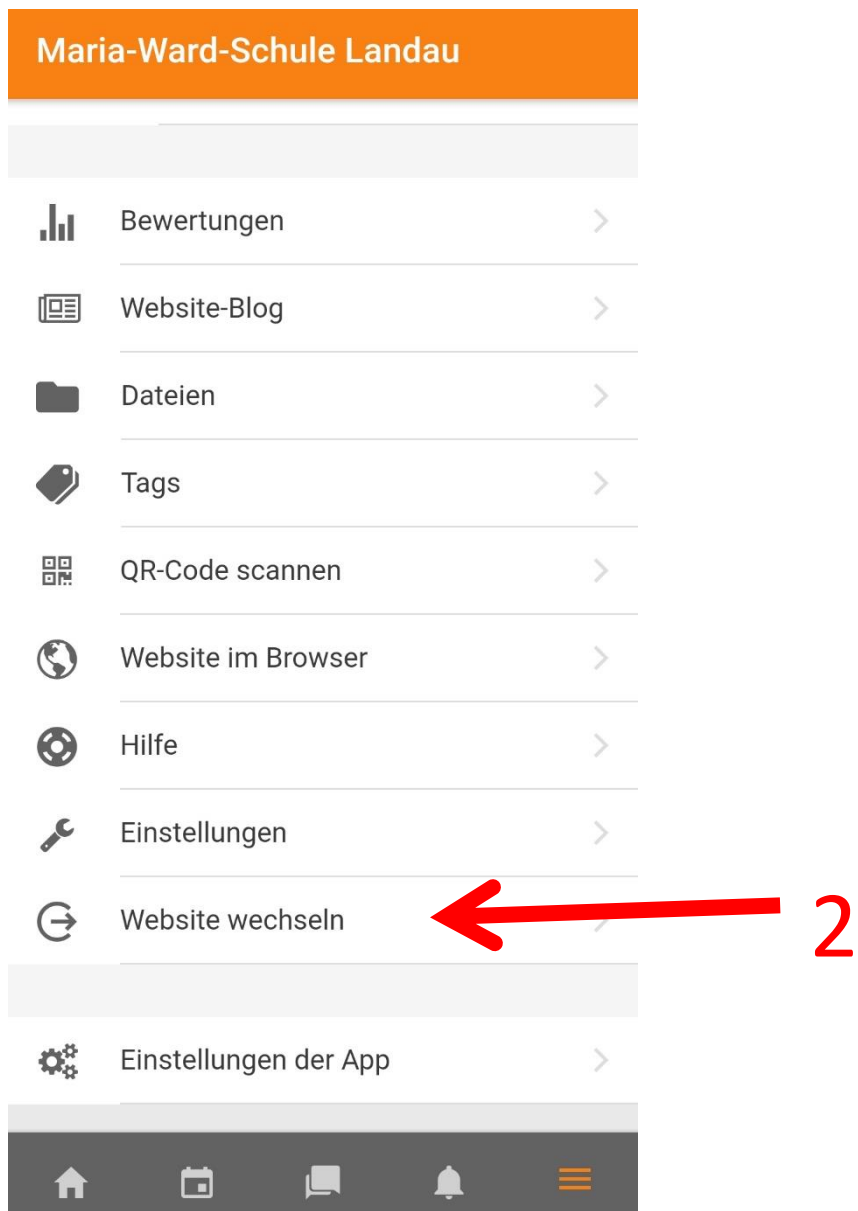 Maria-Ward-Schule Landau
Bewertungen
Website-Blog
Dateien
Tags
QR-Code scannen
Website im Browser
Hilfe
Einstellungen
Website wechseln
2
Einstellungen der App